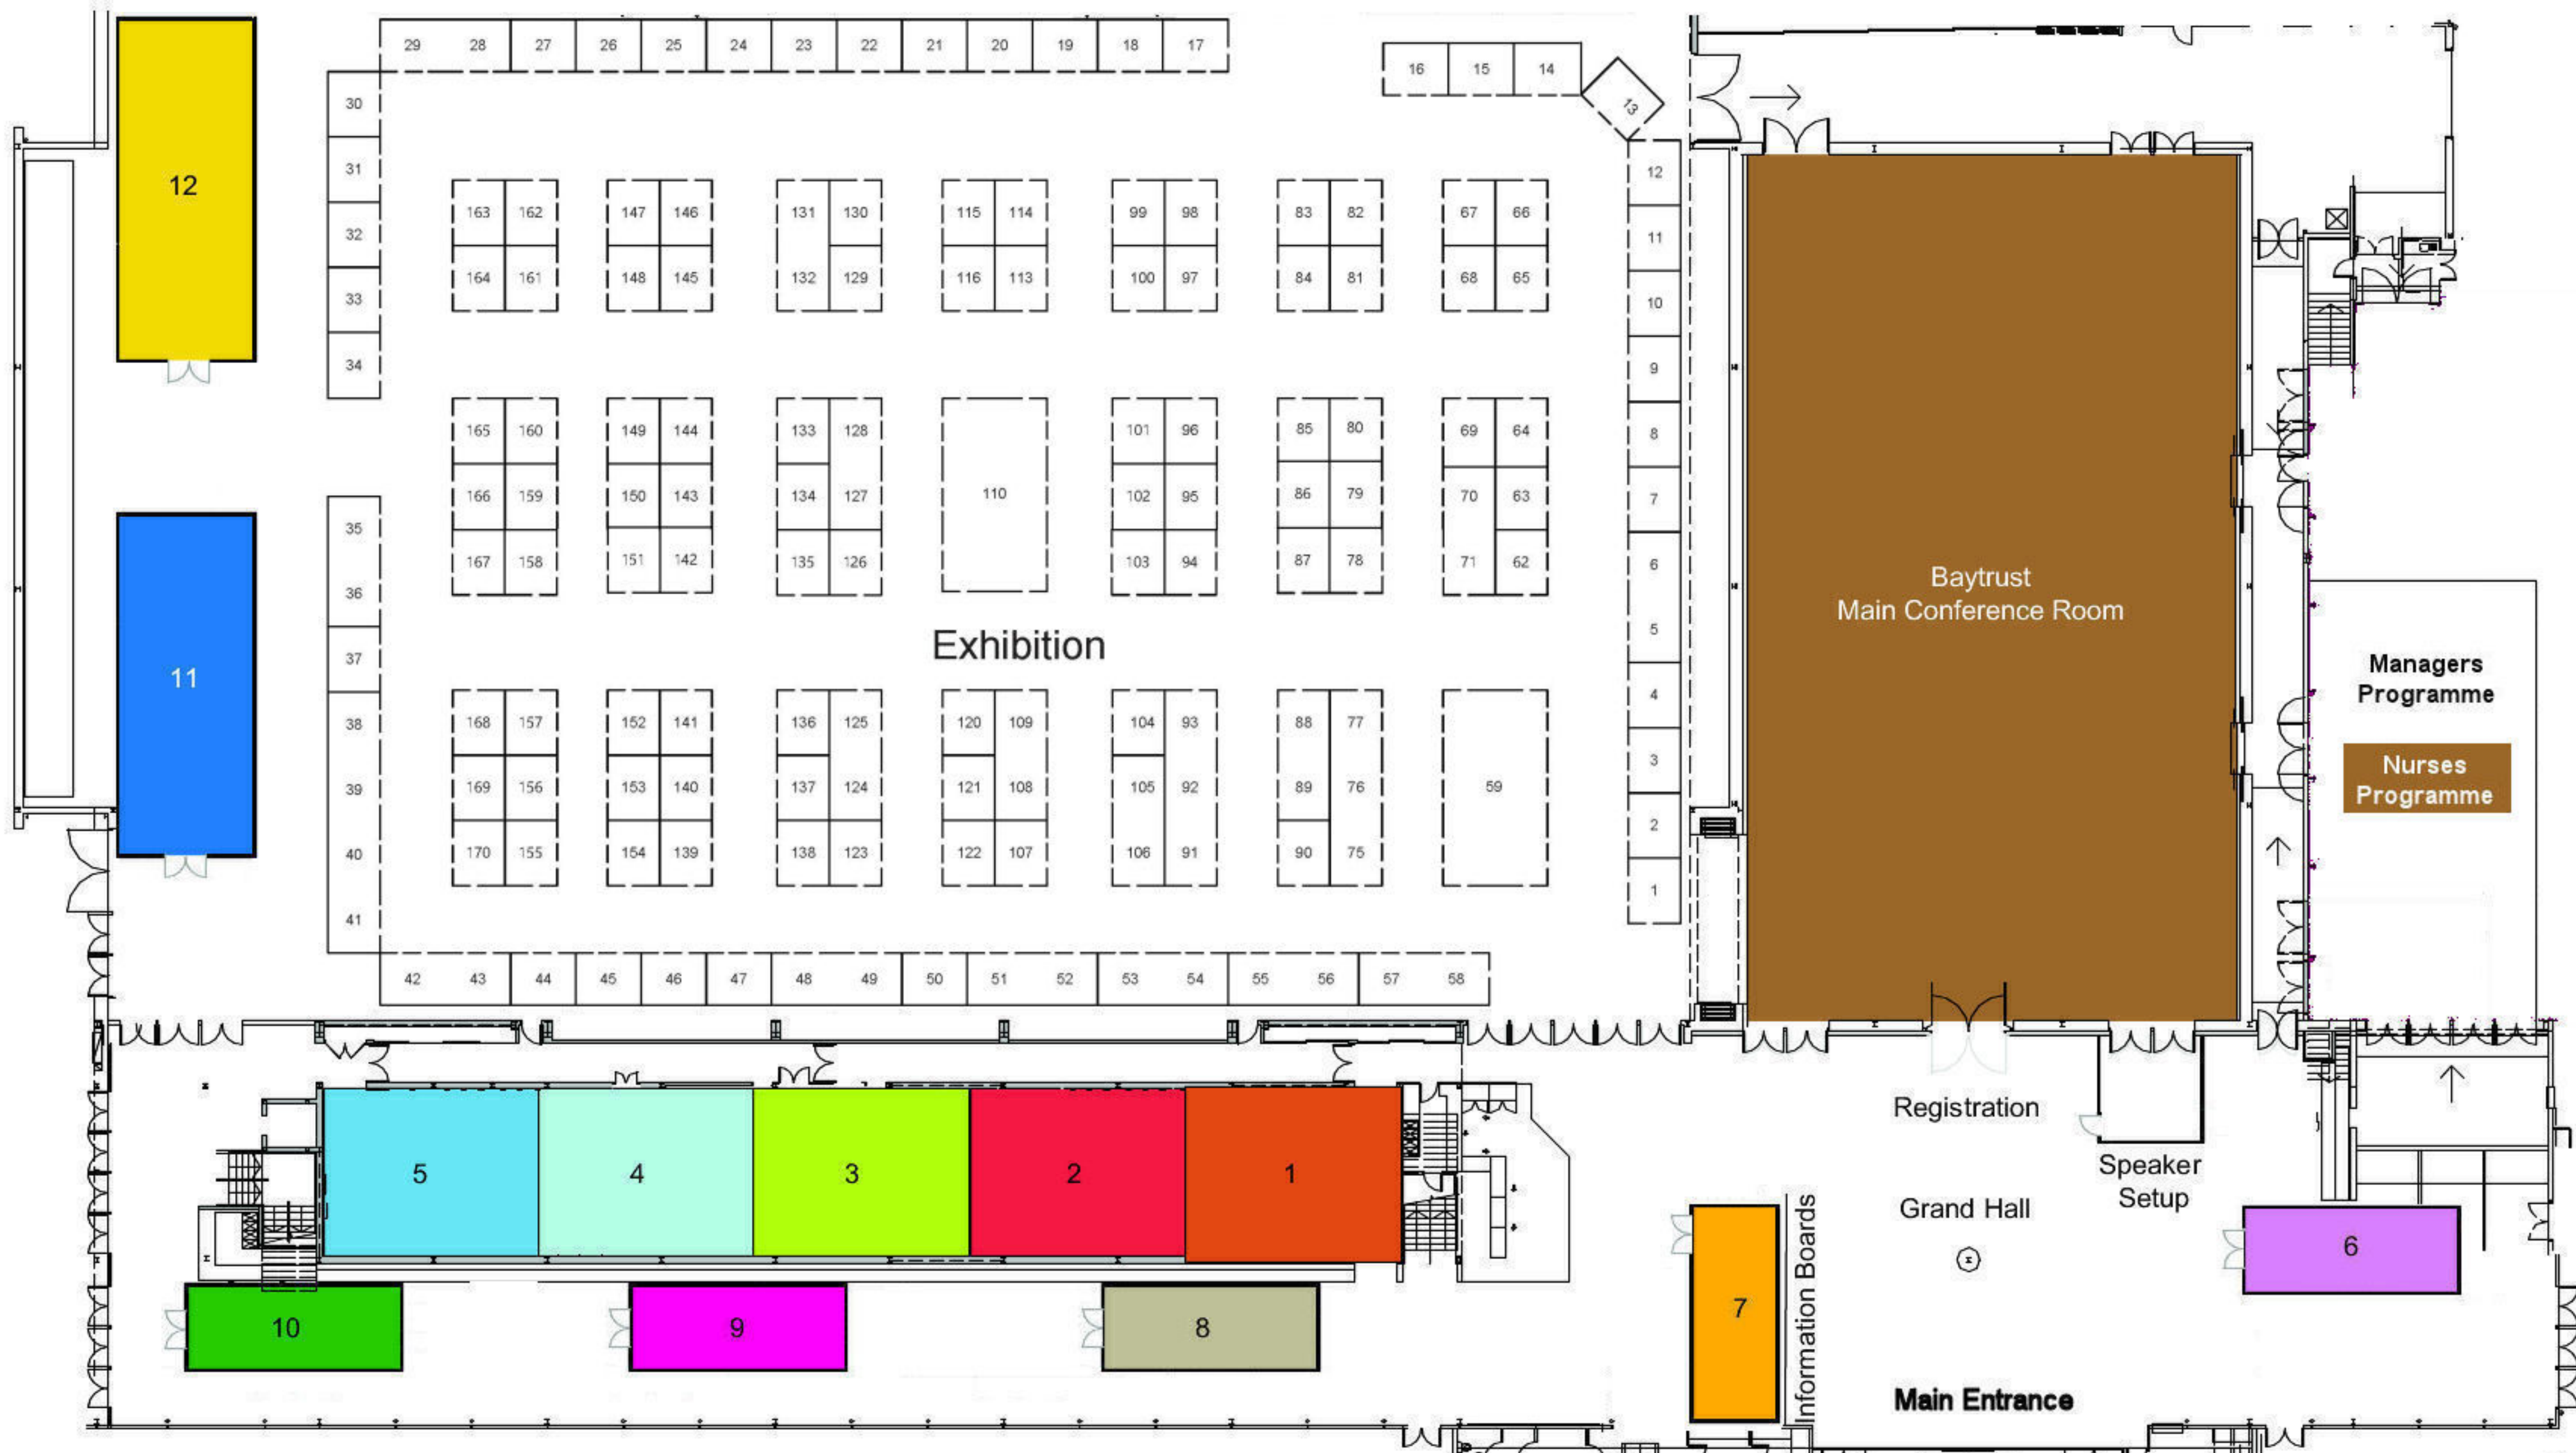 29 28 27 26 25 24 23 22 21 20 19 18 17
16 15 14
13
30
31
32
33
34
12
163 162 147 146 131 130 115 114 99 98 83 82 67 66
164 161 148 145 132 129 116 113 100 97 84 81 68 65
12
11
10
9
8
7
6
5
4
3
2
1
165 160 149 144 133 128 101 96 85 80 69 64
166 159 150 143 134 127 110 102 95 86 79 70 63
167 158 151 142 135 126 103 94 87 78 71 62
35
36
37
38
39
40
41
11
Exhibition
168 157 152 141 136 125 120 109 104 93 88 77
169 156 153 140 137 124 121 108 105 92 89 76 59
170 155 154 139 138 123 122 107 106 91 90 75
42 43 44 45 46 47 48 49 50 51 52 53 54 55 56 57 58
Baytrust
Main Conference Room
Managers
Programme
Nurses
Programme
Registration
Speaker
Setup
Grand Hall
5 4 3 2 1
6
7
Information Boards
10 9 8
Main Entrance